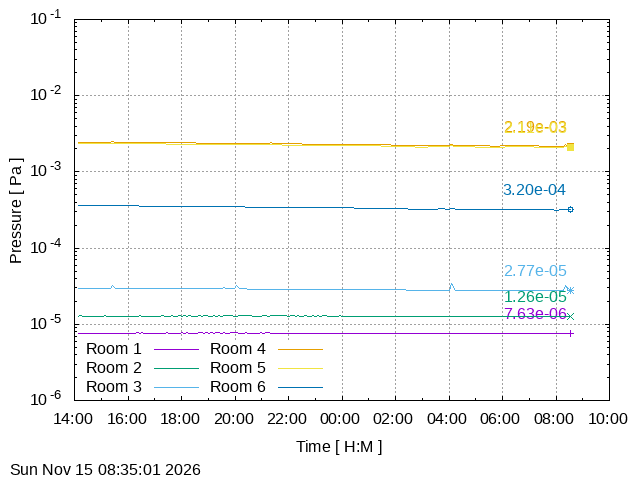 10^-1
10^-2
10^-3
10^-4
10^-5
10^-6
Pressure [ Pa ]
2.19e-03
3.20e-04
2.77e-05
1.26e-05
7.63e-06
Room 1 Room 4
Room 2 Room 5
Room 3 Room 6
14:00 16:00 18:00 20:00 22:00 00:00 02:00 04:00 06:00 08:00 10:00
Time [ H:M ]
Sun Nov 15 08:35:01 2026